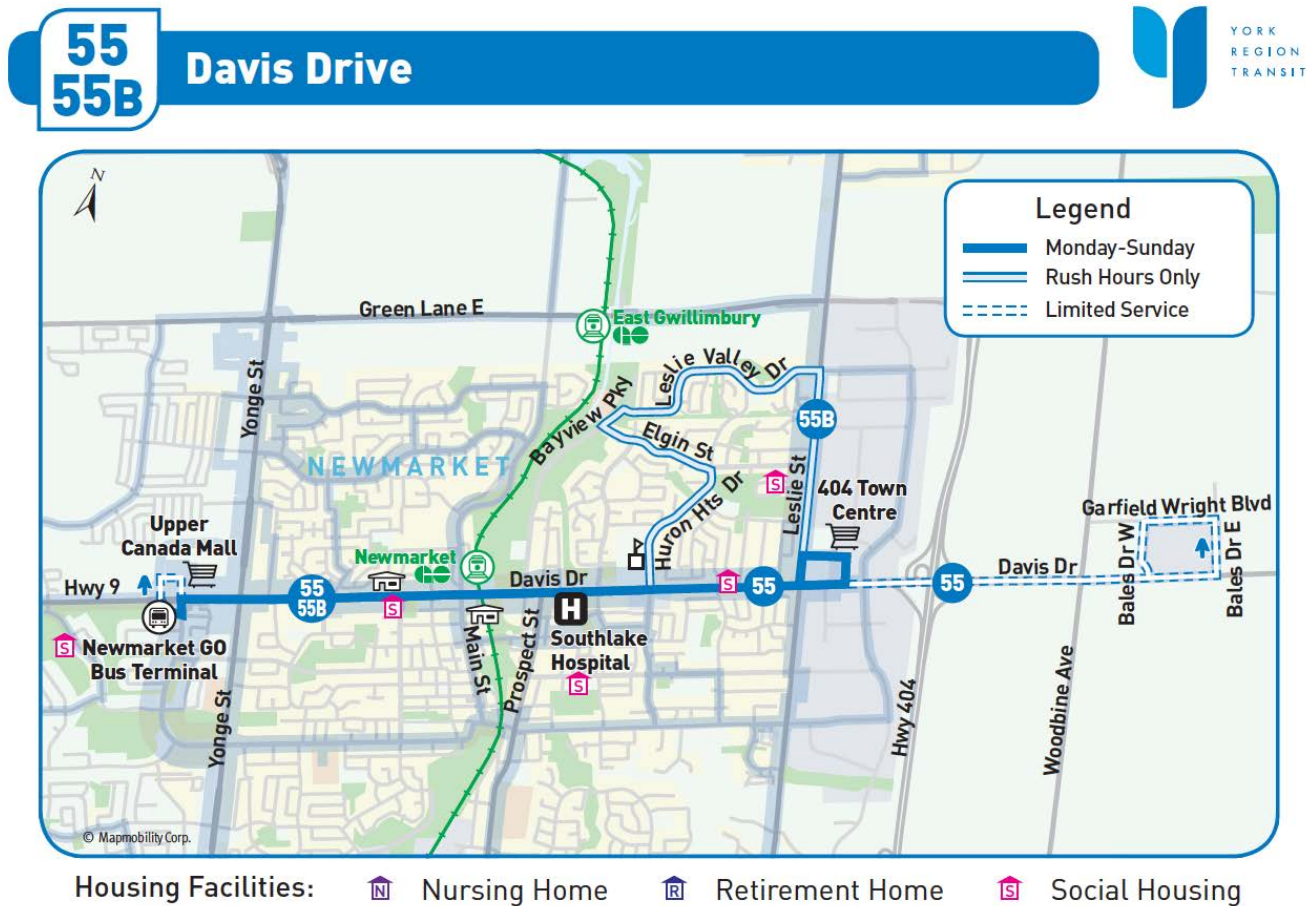 55
55B
Davis Drive
YORK
REGION
TRANSIT
N
Legend
Monday-Sunday
Rush Hours Only
Limited Service
Green Lane E
East Gwillimbury
Yonge St
Leslie Valley Dr
Bayview Pky
55B
Elgin St
NEWMARKET
Huron Hts Dr
Leslie St
404 Town
Centre
Garfield Wright Blvd
Upper
Canada Mall
Newmarket
Hwy 9
55
55B
Davis Dr
H
55
55
Davis Dr
Bales Dr W
Bales Dr E
S
S
S
S
S
Newmarket GO
Bus Terminal
Main St
Prospect St
Southlake
Hospital
Yonge St
Hwy 404
Woodbine Ave
© Mapmobility Corp.
Housing Facilities:
N
Nursing Home
R
Retirement Home
S
Social Housing